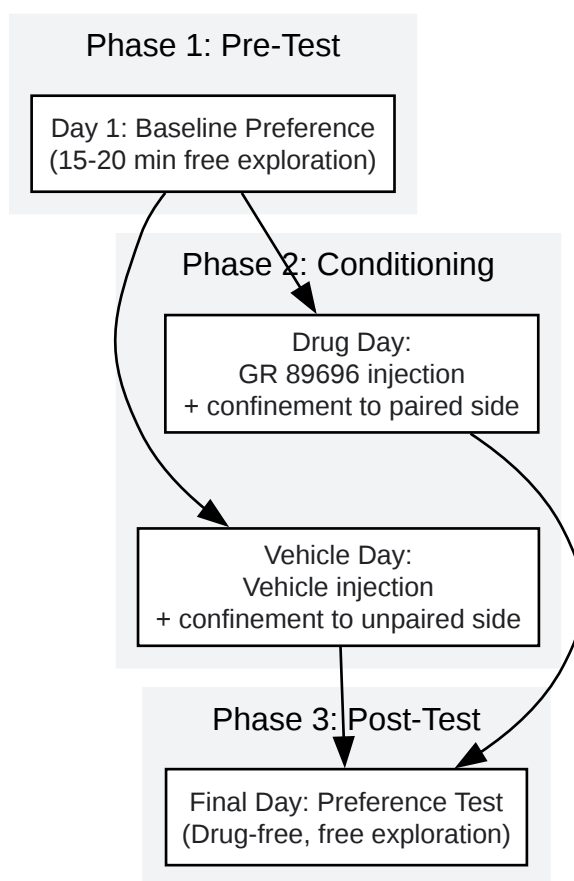 Phase 1: Pre-Test
Day 1: Baseline Preference
(15-20 min free exploration)
Phase 2: Conditioning
Drug Day:
GR 89696 injection
+ confinement to paired side
Vehicle Day:
Vehicle injection
+ confinement to unpaired side
Phase 3: Post-Test
Final Day: Preference Test
(Drug-free, free exploration)